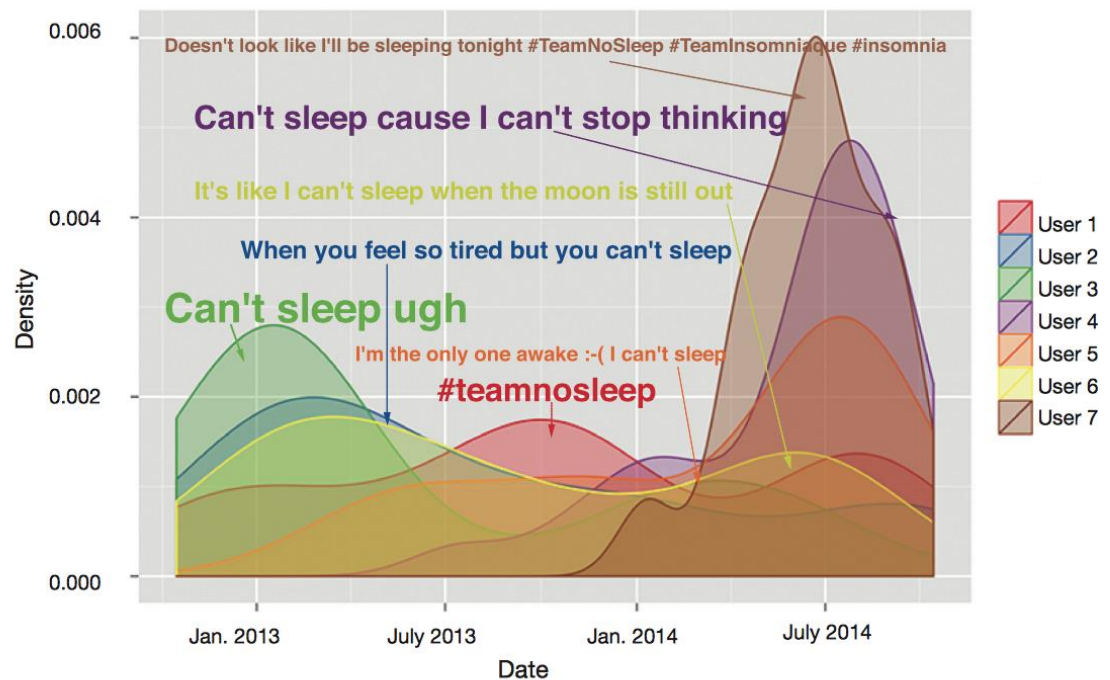 0.006
Doesn't look like I'll be sleeping tonight #TeamNoSleep #TeamInsomniaque #insomnia
Can't sleep cause I can't stop thinking
It's like I can't sleep when the moon is still out
0.004
When you feel so tired but you can't sleep
Can't sleep ugh
I'm the only one awake :-( I can't sleep
#teamnosleep
0.002
0.000
Density
Jan. 2013
July 2013
Jan. 2014
July 2014
Date
User 1
User 2
User 3
User 4
User 5
User 6
User 7